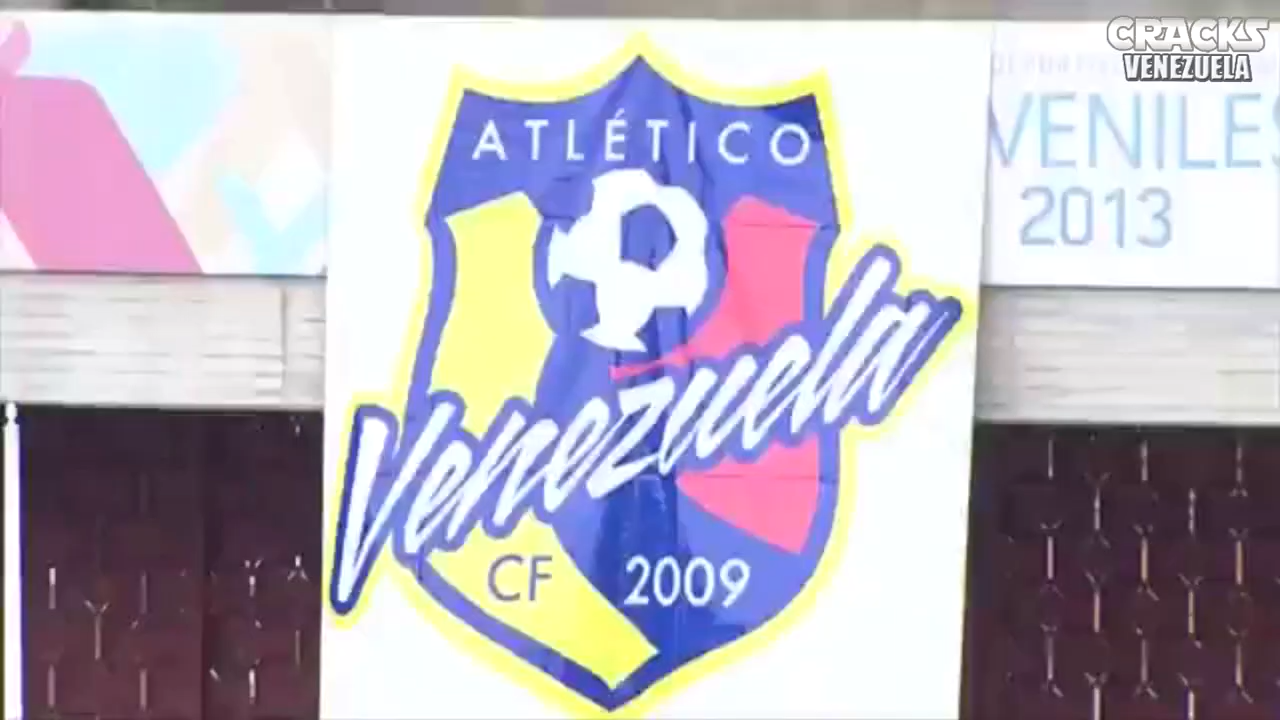 CRACKS
VENEZUELA
ATLÉTICO
Venezuela
CF 2009
VENILES
2013